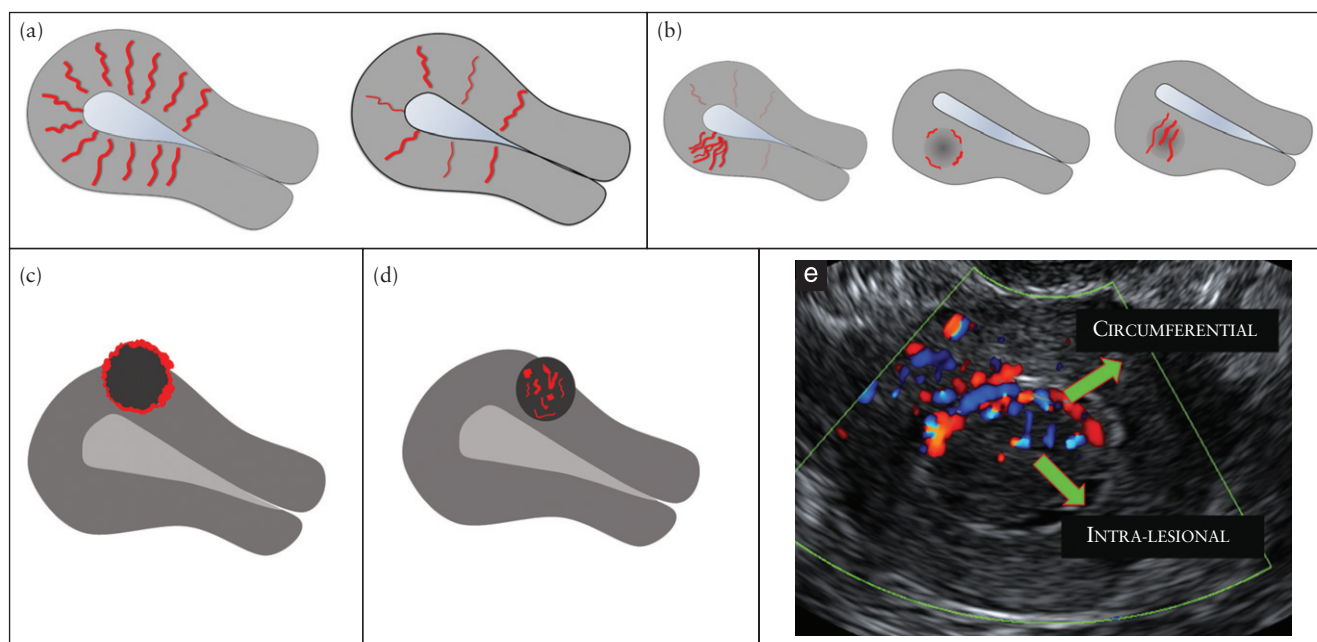 (a)
(b)
(c)
(d)
e
CIRCUMFERENTIAL
INTRA-LESIONAL